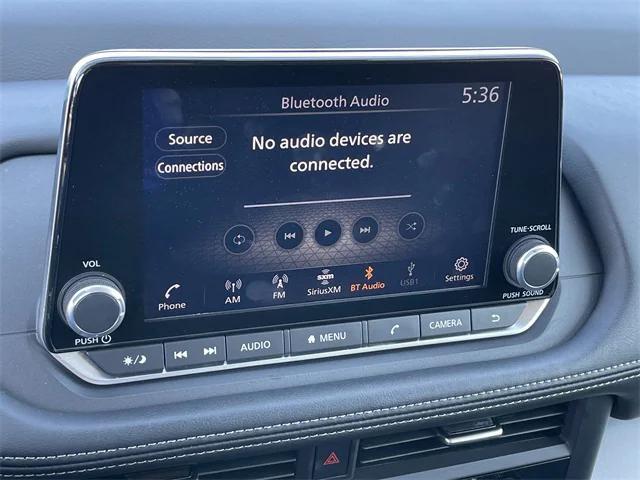 Bluetooth Audio 5:36
Source
No audio devices are
connected.
Connections
TUNE·SCROLL
VOL
PUSH
Phone
AM
FM
sxm
SiriusXM
BT Audio
USB1
Settings
PUSH SOUND
AUDIO
MENU
CAMERA